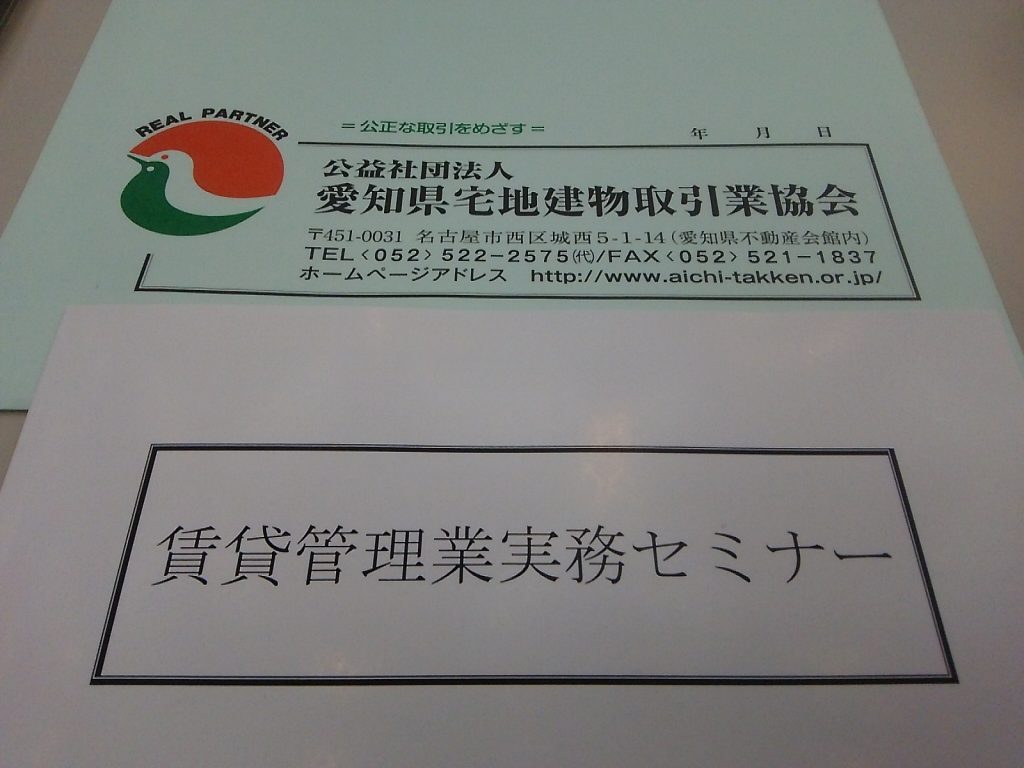 REAL PARTNER
＝公正な取引をめざす＝
年 月 日
公益社団法人
愛知県宅地建物取引業協会
〒451-0031 名古屋市西区城西5-1-14(愛知県不動産会館内)
TEL<052>522-2575㈹/FAX<052>521-1837
ホームページアドレス http://www.aichi-takken.or.jp/
賃貸管理業実務セミナー